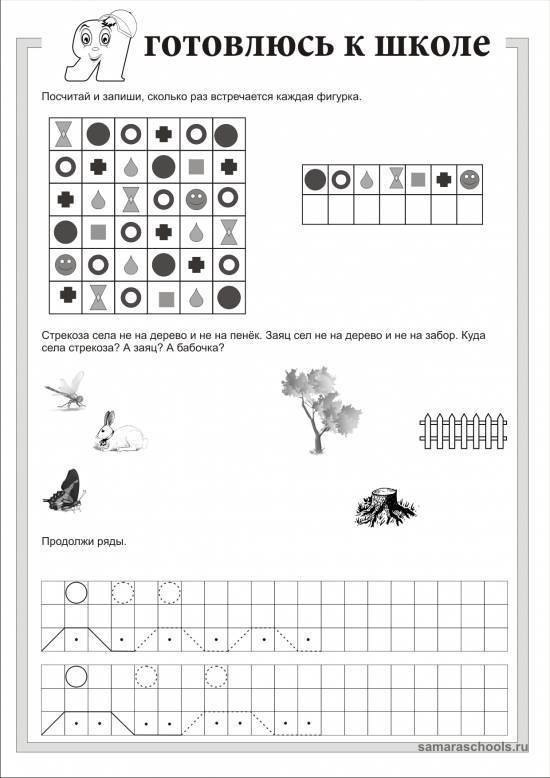 Я ГОТОВЛЮСЬ К ШКОЛЕ
Посчитай и запиши, сколько раз встречается каждая фигурка.
Стрекоза села не на дерево и не на пенёк. Заяц сел не на дерево и не на забор. Куда
села стрекоза? А заяц? А бабочка?
Продолжи ряды.
samaraschools.ru